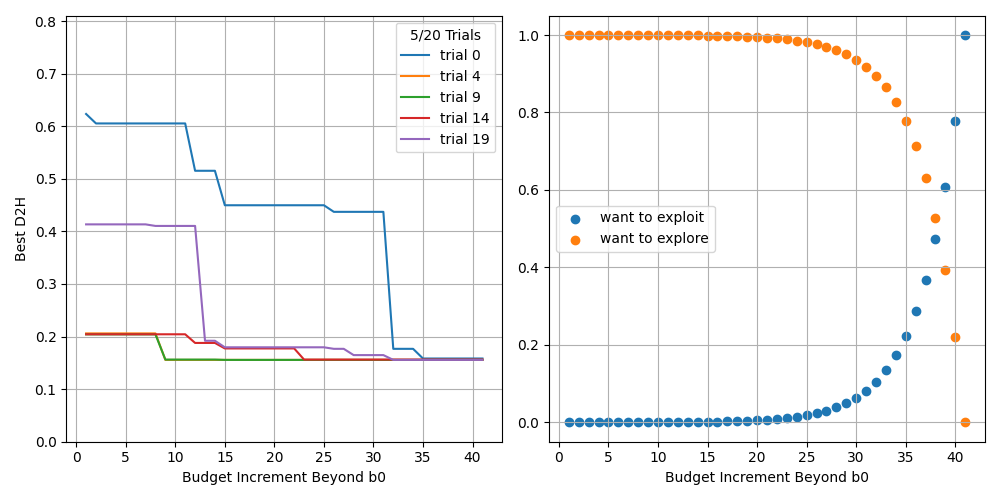 0.8
0.7
0.6
0.5
0.4
0.3
0.2
0.1
0.0
Best D2H
0 5 10 15 20 25 30 35 40
Budget Increment Beyond b0
5/20 Trials
trial 0
trial 4
trial 9
trial 14
trial 19
1.0
0.8
0.6
0.4
0.2
0.0
want to exploit
want to explore
0 5 10 15 20 25 30 35 40
Budget Increment Beyond b0